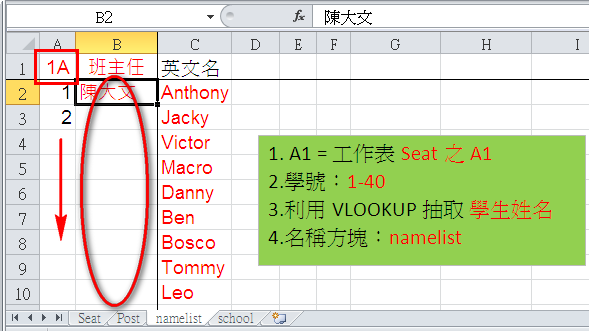 B2 fx 陳大文
A B C D E F G H I
1 1A 班主任 英文名
2 1 陳大文 Anthony
3 2 Jacky
4 Victor
5 Macro
6 Danny
7 Ben
8 Bosco
9 Tommy
10 Leo
1. A1 = 工作表 Seat 之 A1
2.學號：1-40
3.利用 VLOOKUP 抽取 學生姓名
4.名稱方塊：namelist
Seat Post namelist school